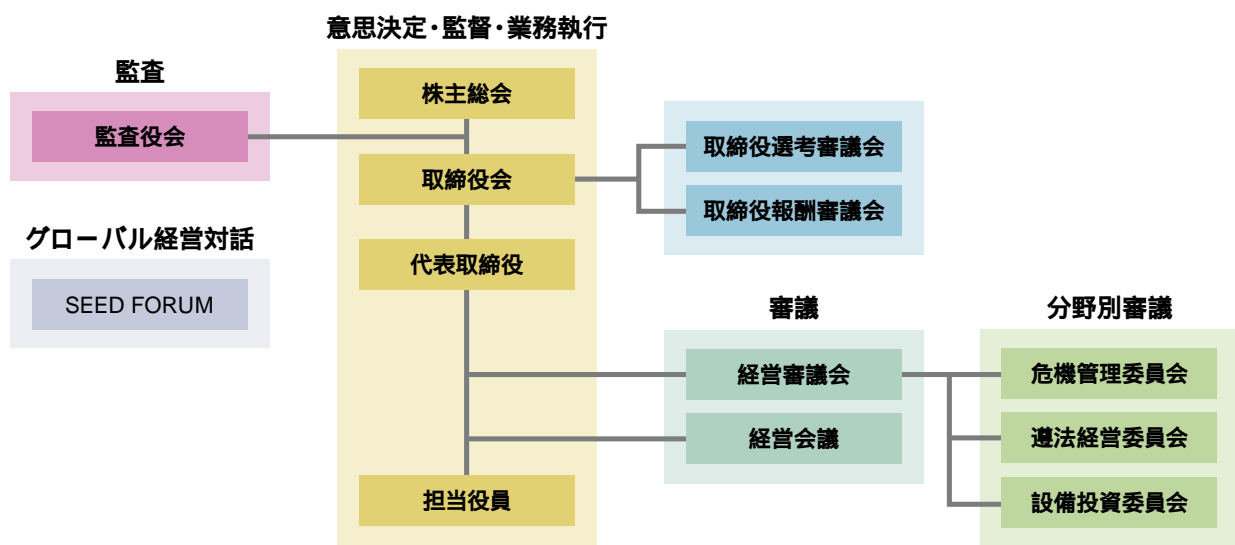 意思決定・監督・業務執行
監査
株主総会
監査役会
取締役選考審議会
取締役会
取締役報酬審議会
グローバル経営対話
代表取締役
SEED FORUM
審議
分野別審議
経営審議会
危機管理委員会
経営会議
遵法経営委員会
担当役員
設備投資委員会